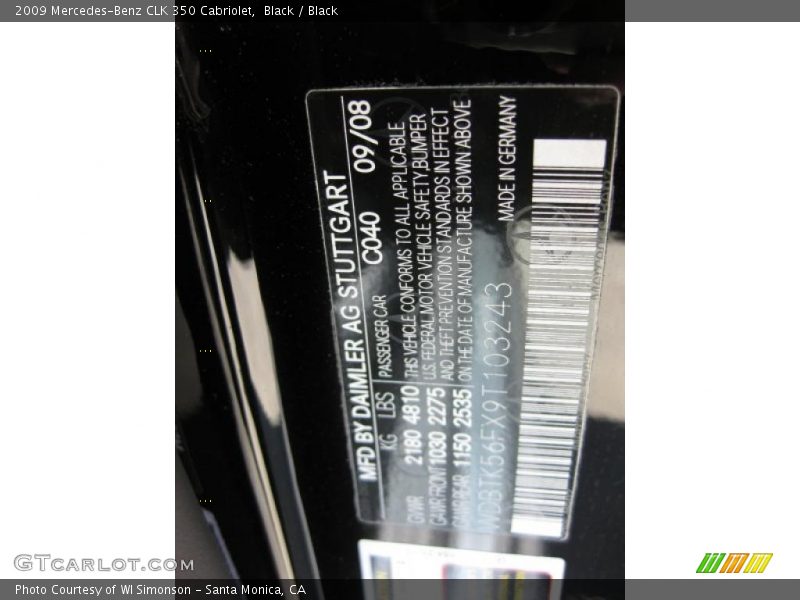 2009 Mercedes-Benz CLK 350 Cabriolet,  Black / Black
MFD BY DAIMLER AG STUTTGART
KG LBS PASSENGER CAR C040 09/08
GVWR 2180 4810 THIS VEHICLE CONFORMS TO ALL APPLICABLE
GAWR FRONT 1030 2275 U.S. FEDERAL MOTOR VEHICLE SAFETY BUMPER
GAWR REAR 1150 2535 AND THEFT PREVENTION STANDARDS IN EFFECT
ON THE DATE OF MANUFACTURE SHOWN ABOVE
WDBTK56FX9T103243 MADE IN GERMANY
GTcarlot.com
Photo Courtesy of WI Simonson - Santa Monica, CA